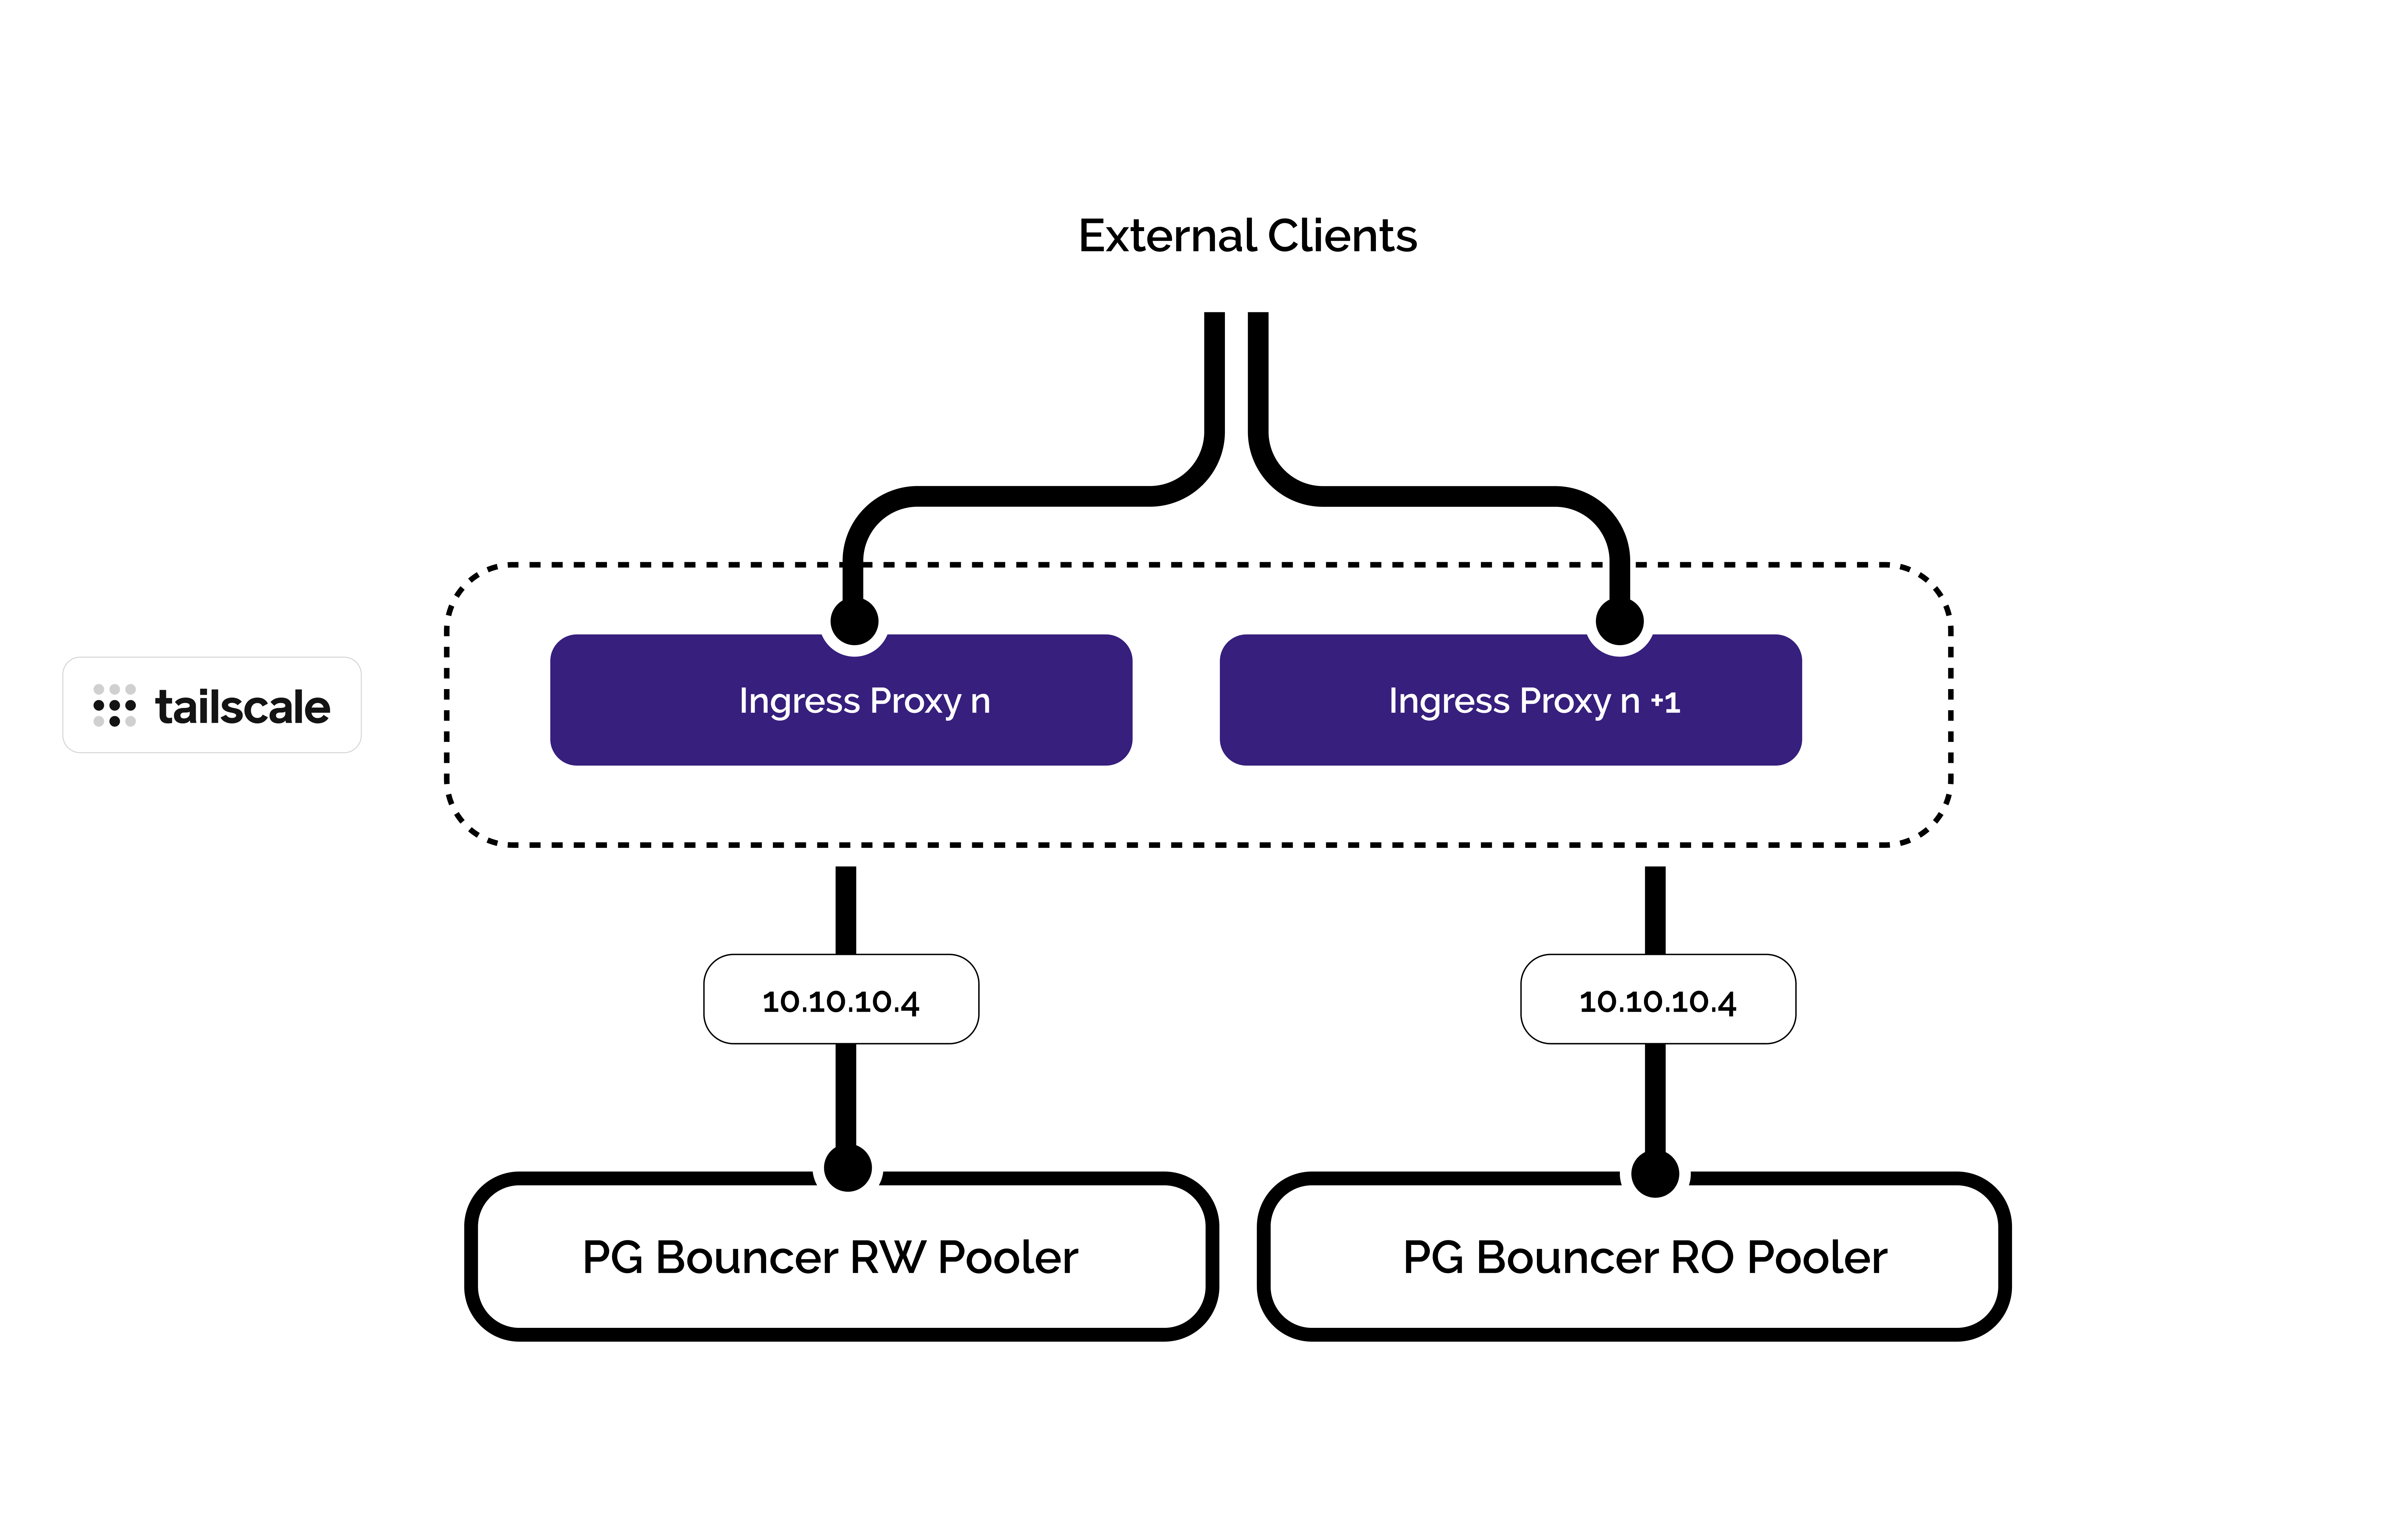 External Clients
tailscale
Ingress Proxy n
Ingress Proxy n +1
10.10.10.4
10.10.10.4
PG Bouncer RW Pooler
PG Bouncer RO Pooler